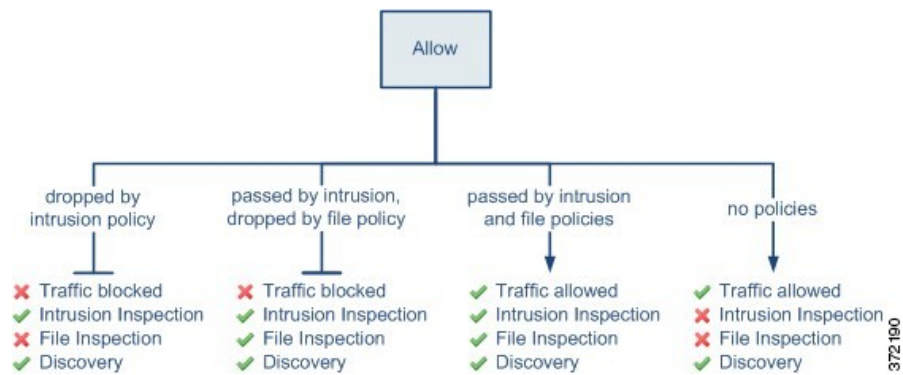 Allow
dropped by
intrusion policy
passed by intrusion,
dropped by file policy
passed by intrusion
and file policies
no policies
Traffic blocked
Intrusion Inspection
File Inspection
Discovery
Traffic blocked
Intrusion Inspection
File Inspection
Discovery
Traffic allowed
Intrusion Inspection
File Inspection
Discovery
Traffic allowed
Intrusion Inspection
File Inspection
Discovery
372190